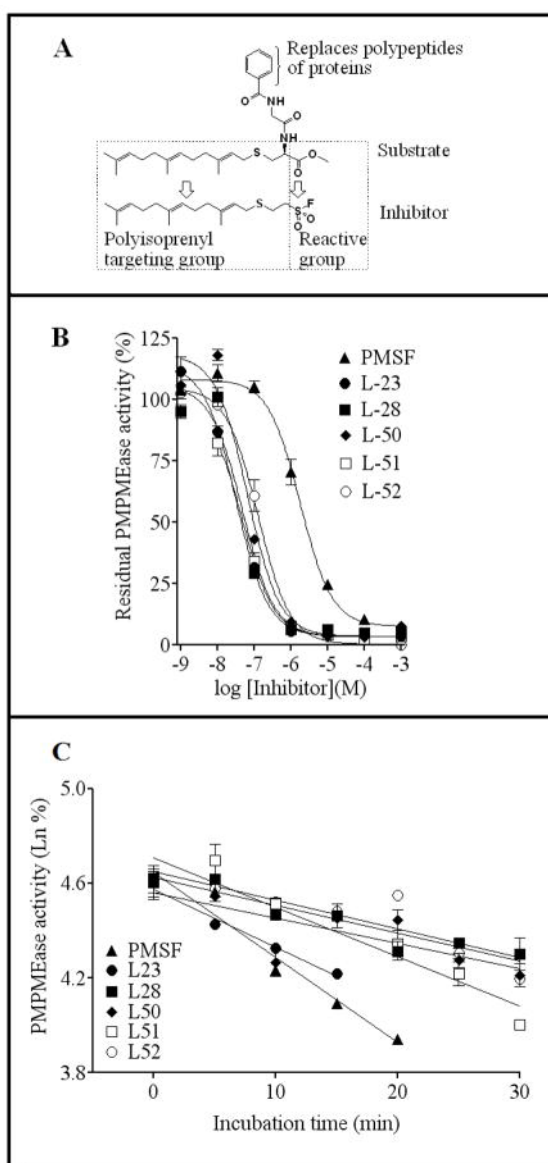 A
Replaces polypeptides
of proteins
O
NH
O
NH
S
O
O
Substrate
S
F
S
O
O
Inhibitor
Polyisoprenyl
targeting group
Reactive
group
B
Residual PMPMEase activity (%)
125
100
75
50
25
0
PMSF
L-23
L-28
L-50
L-51
L-52
-9 -8 -7 -6 -5 -4 -3
log [Inhibitor](M)
C
PMPMEase activity (Ln %)
5.0
4.6
4.2
3.8
PMSF
L23
L28
L50
L51
L52
0 10 20 30
Incubation time (min)